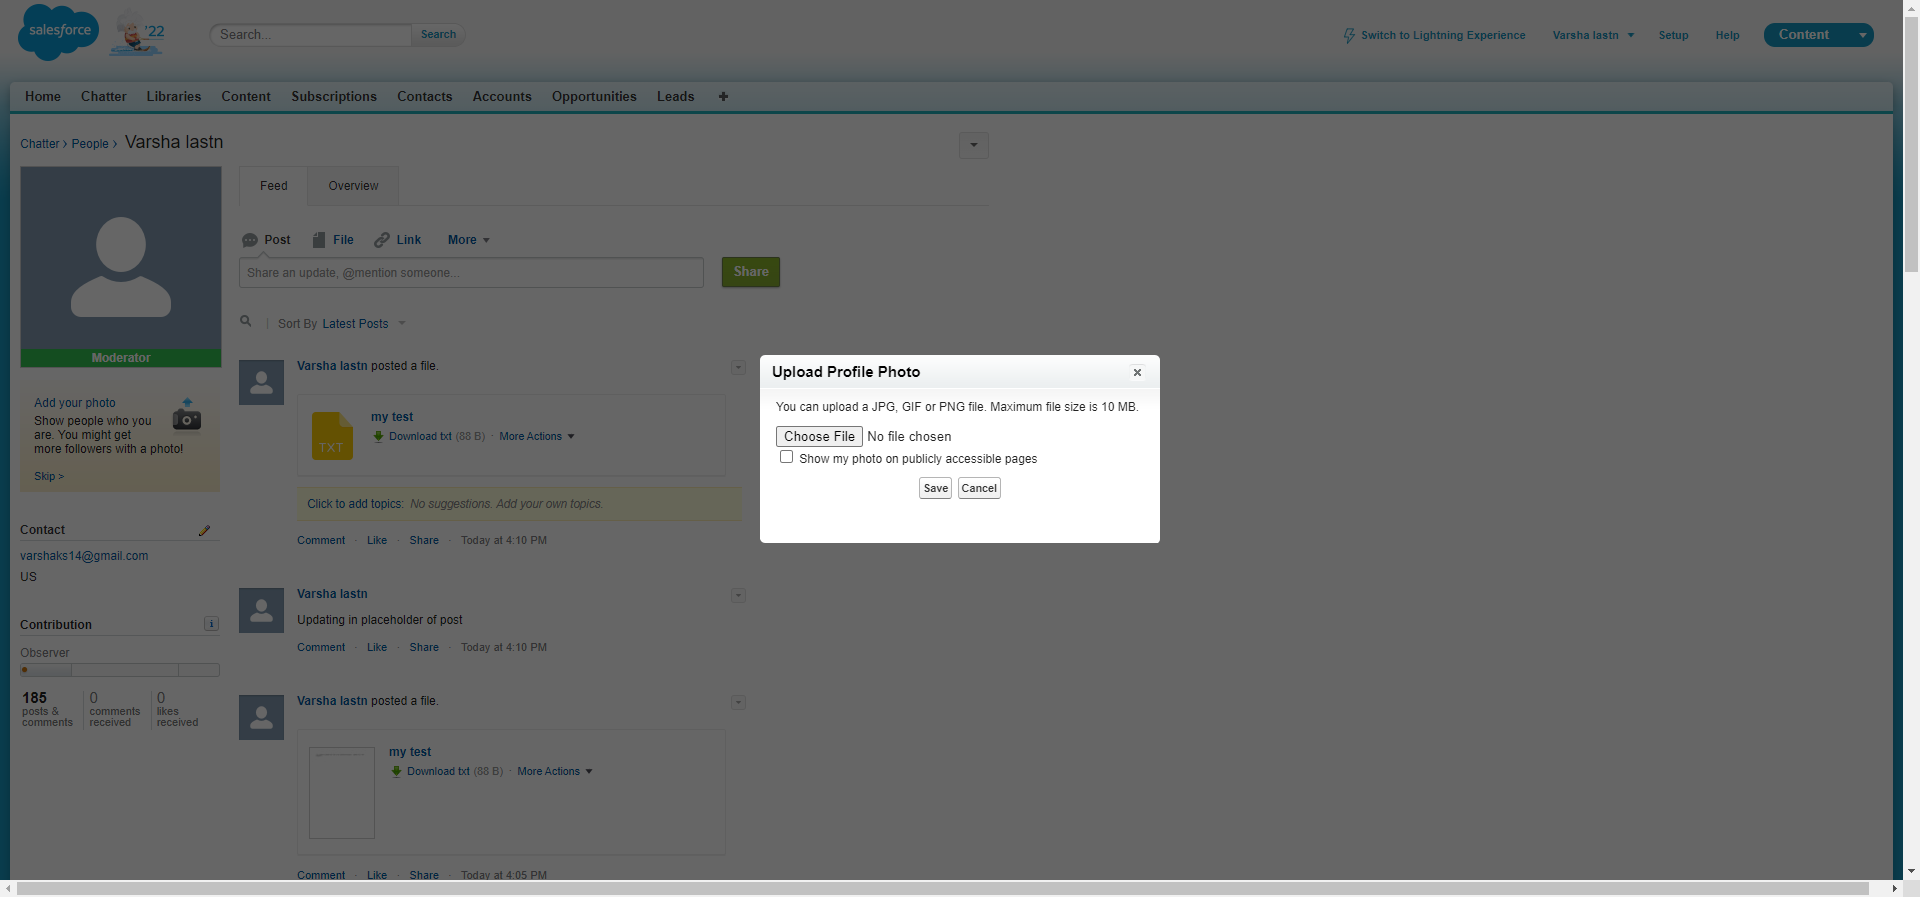 salesforce
'22
Search...
Search
Switch to Lightning Experience
Varsha lastn
Setup
Help
Content
Home
Chatter
Libraries
Content
Subscriptions
Contacts
Accounts
Opportunities
Leads
+
Chatter › People › Varsha lastn
Moderator
Add your photo
Show people who you
are. You might get
more followers with a photo!
Skip >
Contact
varshaks14@gmail.com
US
Contribution
i
Observer
185
posts &
comments
0
comments
received
0
likes
received
Feed
Overview
Post
File
Link
More
Share an update, @mention someone...
Share
| Sort By Latest Posts
Varsha lastn posted a file.
TXT
my test
Download txt (88 B) · More Actions
Click to add topics: No suggestions. Add your own topics.
Comment · Like · Share · Today at 4:10 PM
Varsha lastn
Updating in placeholder of post
Comment · Like · Share · Today at 4:10 PM
Varsha lastn posted a file.
my test
Download txt (88 B) · More Actions
Comment · Like · Share · Today at 4:05 PM
Upload Profile Photo
You can upload a JPG, GIF or PNG file. Maximum file size is 10 MB.
Choose File No file chosen
Show my photo on publicly accessible pages
Save
Cancel